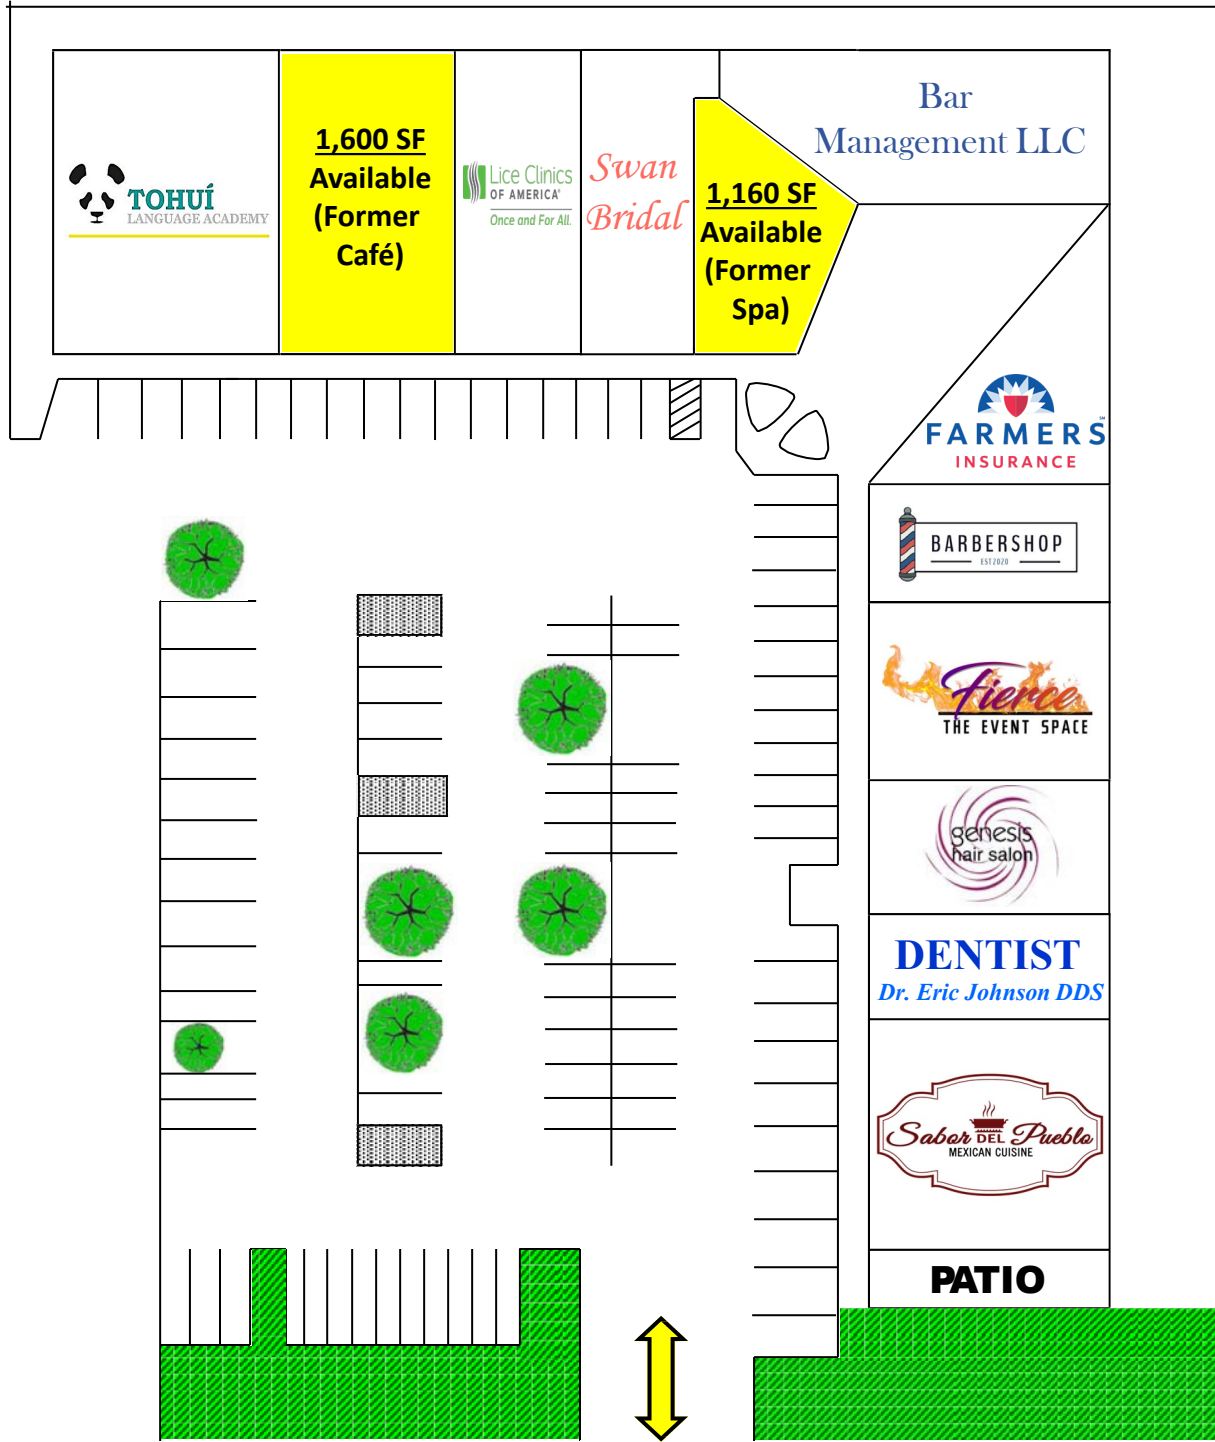 TOHUÍ
LANGUAGE ACADEMY
1,600 SF
Available
(Former
Café)
Lice Clinics
OF AMERICA®
Once and For All.
Swan
Bridal
1,160 SF
Available
(Former
Spa)
Bar
Management LLC
FARMERS℠
INSURANCE
BARBERSHOP
EST2020
Fierce
THE EVENT SPACE
genesis
hair salon
DENTIST
Dr. Eric Johnson DDS
Sabor DEL Pueblo
MEXICAN CUISINE
PATIO